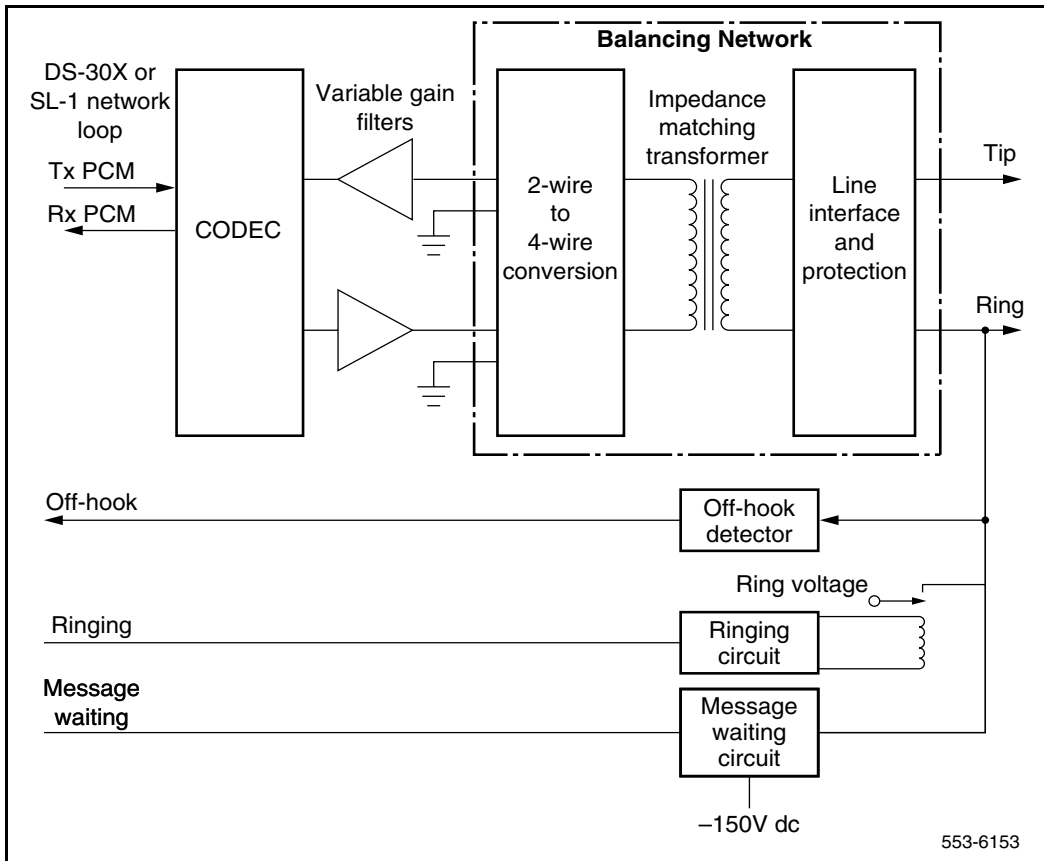 Balancing Network
DS-30X or
SL-1 network
loop
Tx PCM
Rx PCM
CODEC
Variable gain
filters
2-wire
to
4-wire
conversion
Impedance
matching
transformer
Line
interface
and
protection
Tip
Ring
Off-hook
Off-hook
detector
Ring voltage
Ringing
Ringing
circuit
Message
waiting
Message
waiting
circuit
–150V dc
553-6153